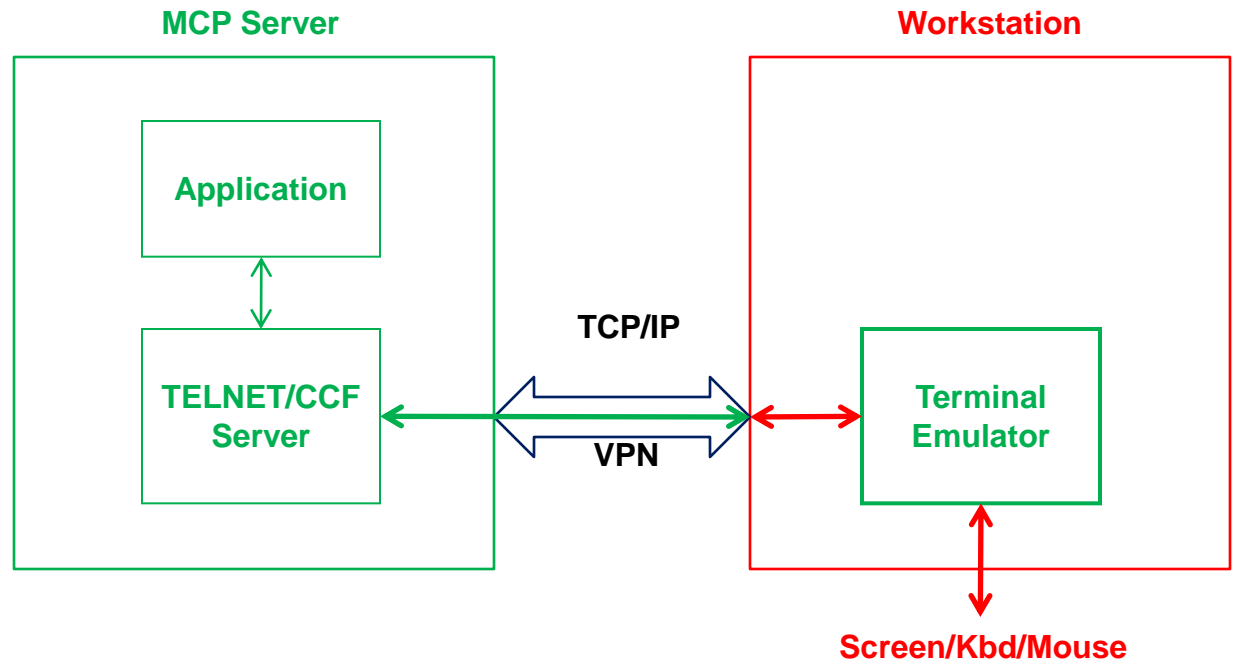 MCP Server
Workstation
Application
TCP/IP
TELNET/CCF
Server
VPN
Terminal
Emulator
Screen/Kbd/Mouse